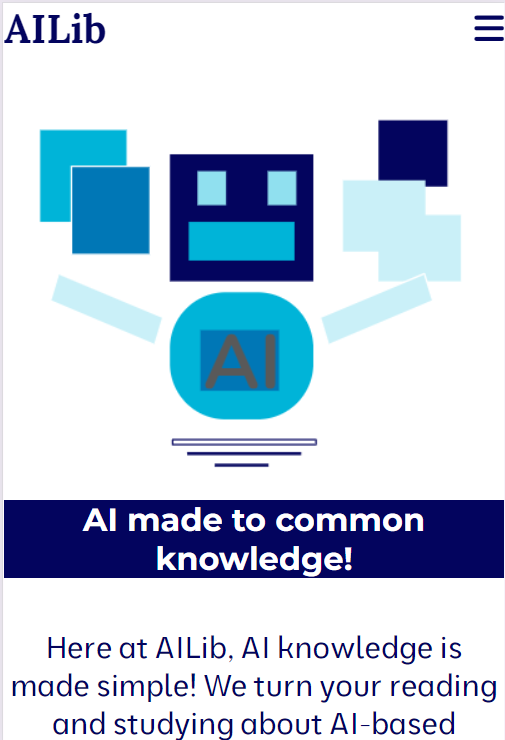 AILib
AI
AI made to common
knowledge!
Here at AILib, AI knowledge is
made simple! We turn your reading
and studying about AI-based